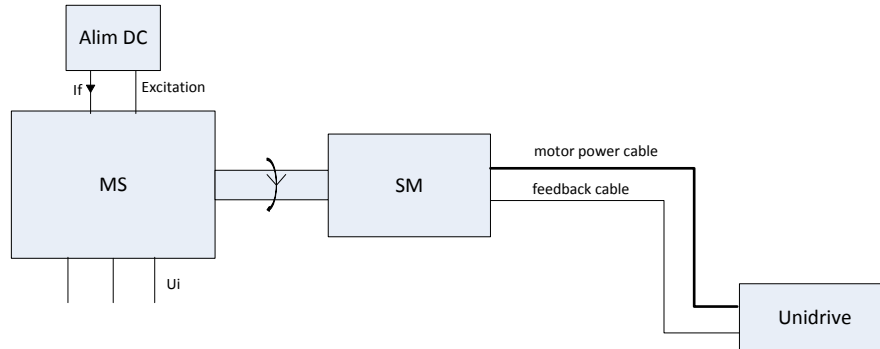 Alim DC
If
Excitation
MS
SM
motor power cable
feedback cable
Ui
Unidrive